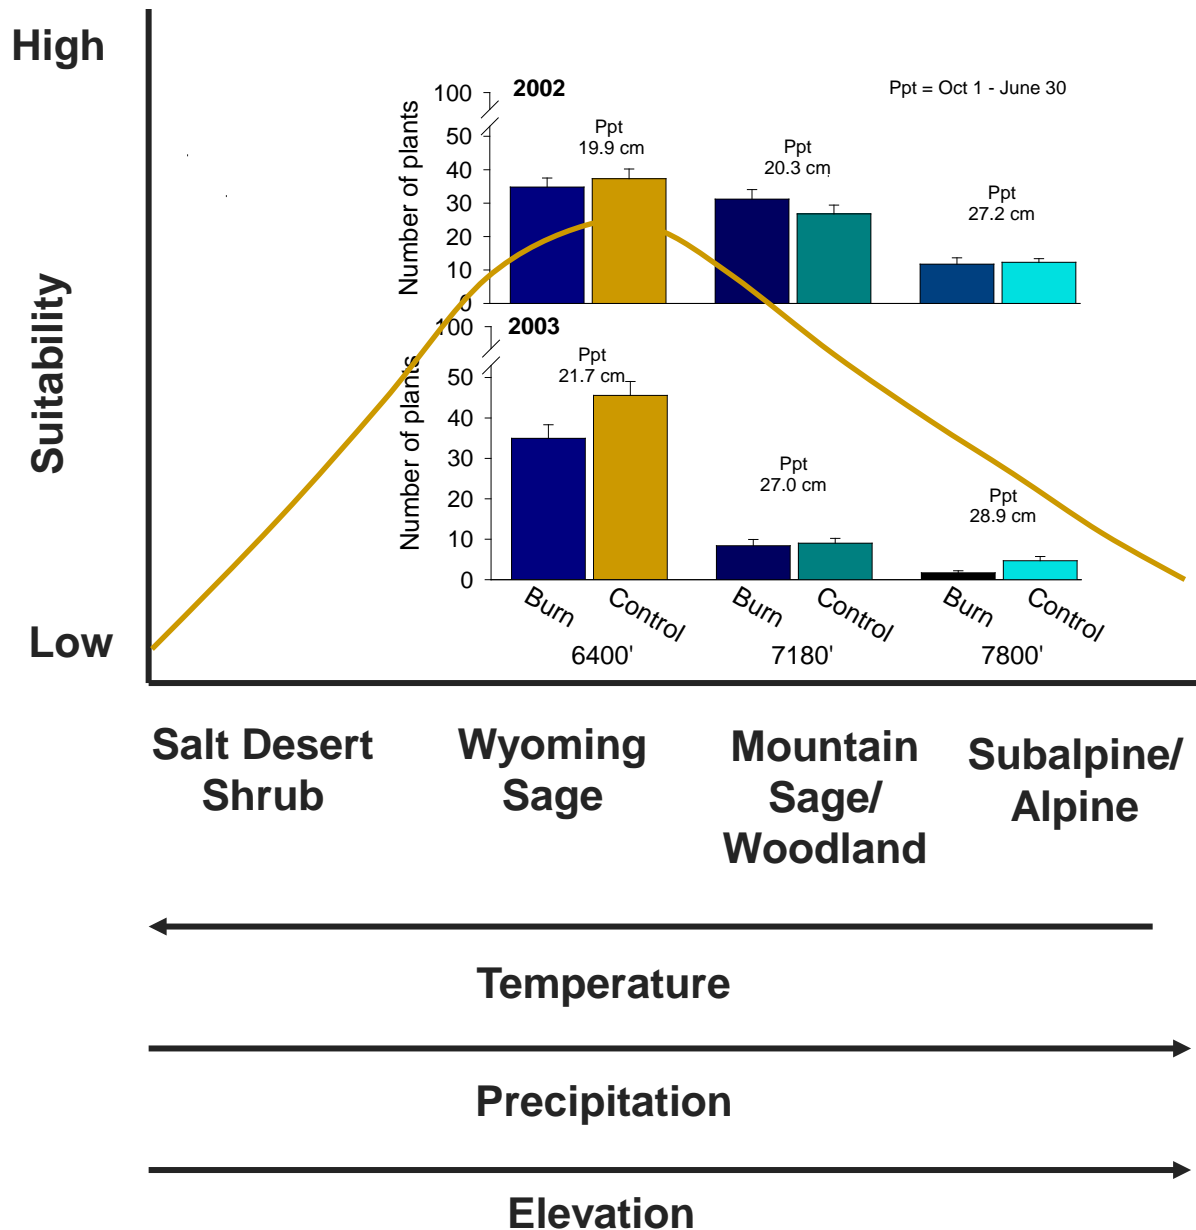 High
Suitability
Low
2002
Ppt = Oct 1 - June 30
Number of plants
100
50
40
30
20
10
0
Ppt
19.9 cm
Ppt
20.3 cm
Ppt
27.2 cm
2003
Number of plants
100
50
40
30
20
10
0
Ppt
21.7 cm
Ppt
27.0 cm
Ppt
28.9 cm
Burn Control Burn Control Burn Control
6400' 7180' 7800'
Salt Desert
Shrub
Wyoming
Sage
Mountain
Sage/
Woodland
Subalpine/
Alpine
Temperature
Precipitation
Elevation